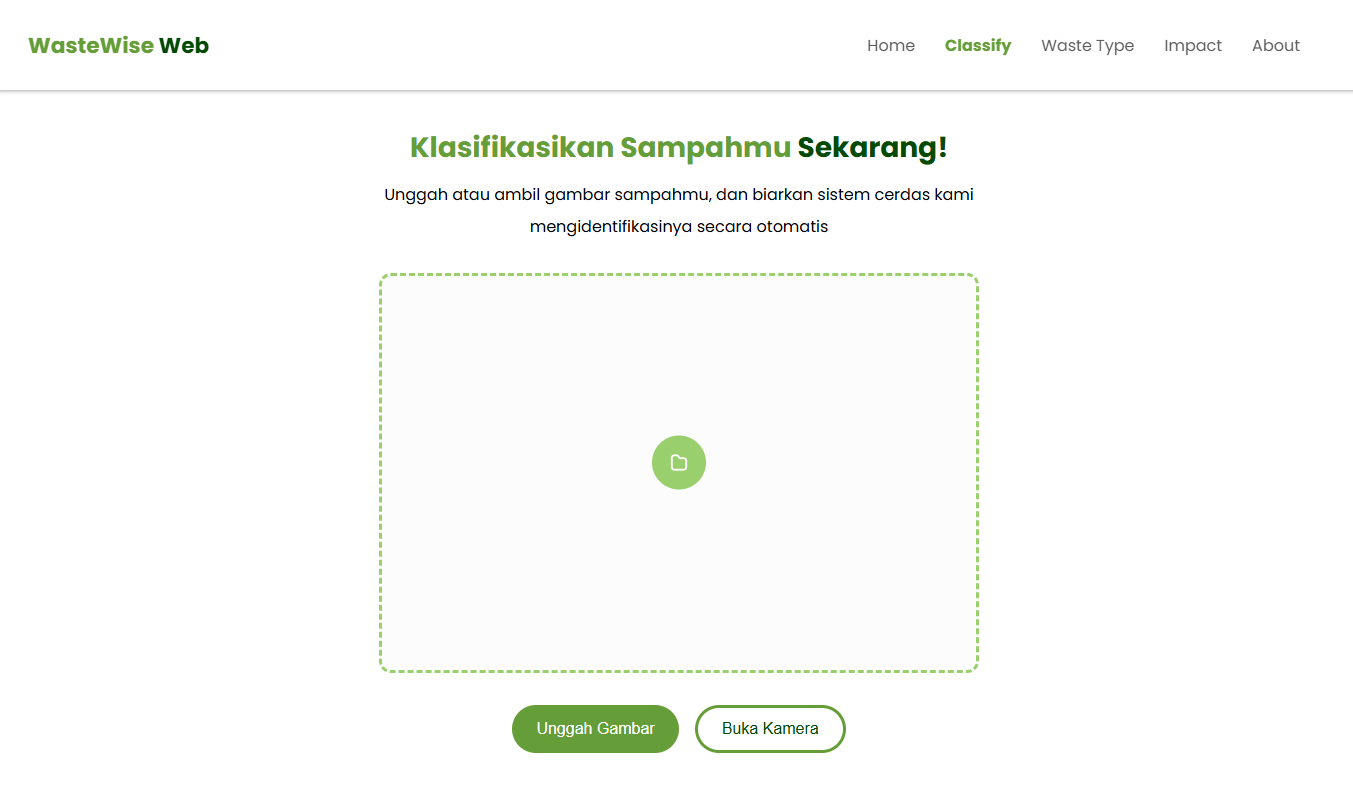 WasteWise Web
Home Classify Waste Type Impact About
Klasifikasikan Sampahmu Sekarang!
Unggah atau ambil gambar sampahmu, dan biarkan sistem cerdas kami
mengidentifikasinya secara otomatis
Unggah Gambar
Buka Kamera